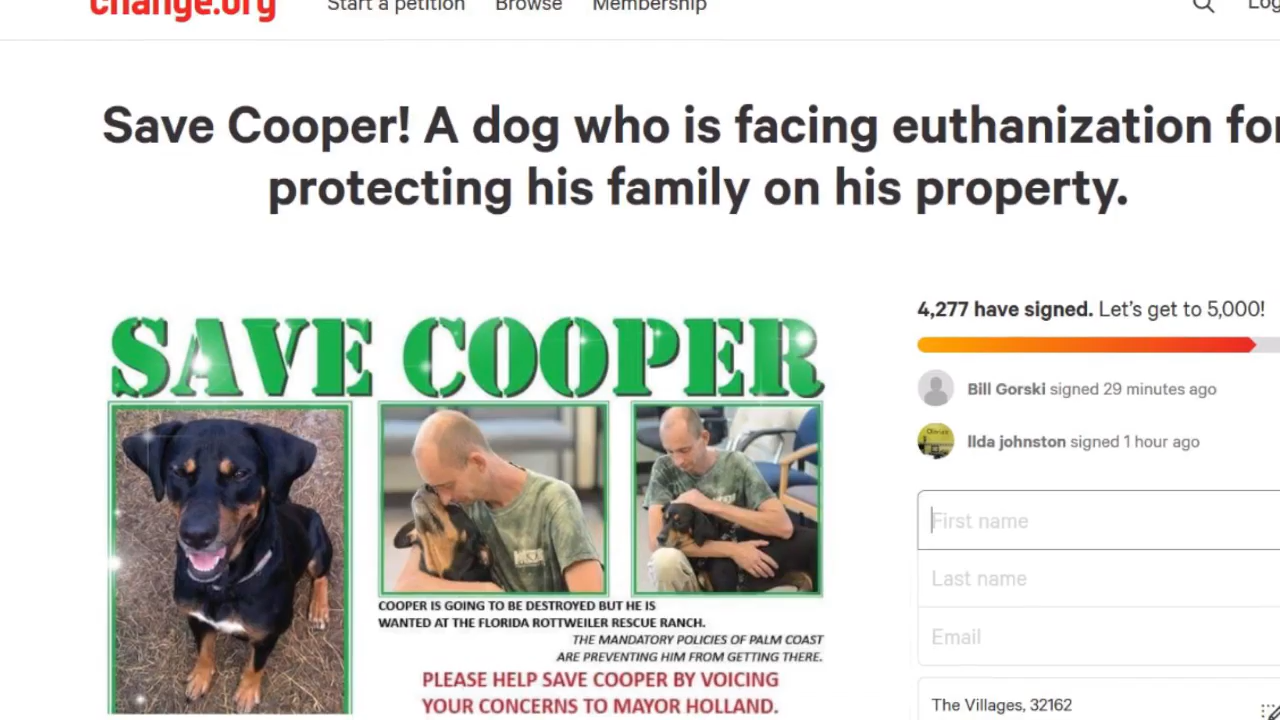 change.org
Start a petition
Browse
Membership
Log
Save Cooper! A dog who is facing euthanization for
protecting his family on his property.
SAVE COOPER
COOPER IS GOING TO BE DESTROYED BUT HE IS
WANTED AT THE FLORIDA ROTTWEILER RESCUE RANCH.
THE MANDATORY POLICIES OF PALM COAST
ARE PREVENTING HIM FROM GETTING THERE.
PLEASE HELP SAVE COOPER BY VOICING
YOUR CONCERNS TO MAYOR HOLLAND.
4,277 have signed. Let's get to 5,000!
Bill Gorski signed 29 minutes ago
Ilda johnston signed 1 hour ago
First name
Last name
Email
The Villages, 32162